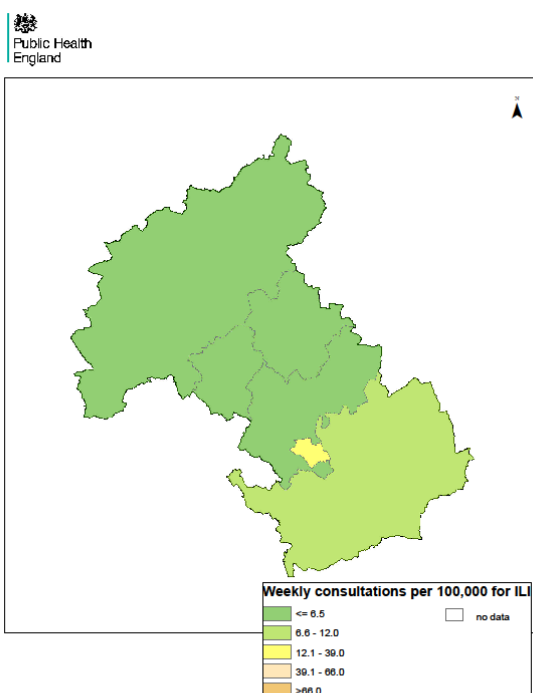 Public Health
England
N
Weekly consultations per 100,000 for ILI
<= 6.5
no data
6.6 - 12.0
12.1 - 39.0
39.1 - 66.0
>66.0